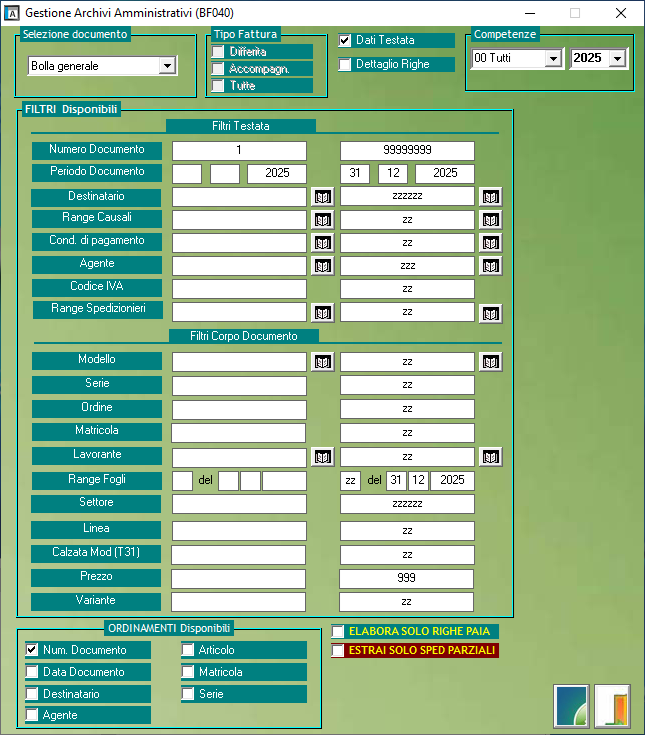 Gestione Archivi Amministrativi (BF040)
Selezione documento
Bolla generale
Tipo Fattura
Differita
Accompagn.
Tutte
Dati Testata
Dettaglio Righe
Competenze
00 Tutti 2025
FILTRI Disponibili
Filtri Testata
Numero Documento 1 99999999
Periodo Documento 2025 31 12 2025
Destinatario zzzzzz
Range Causali zz
Cond. di pagamento zz
Agente zzz
Codice IVA zz
Range Spedizionieri zz
Filtri Corpo Documento
Modello zz
Serie zz
Ordine zz
Matricola zz
Lavorante zz
Range Fogli del zz del 31 12 2025
Settore zzzzzz
Linea zz
Calzata Mod (T31) zz
Prezzo 999
Variante zz
ORDINAMENTI Disponibili
Num. Documento Articolo
Data Documento Matricola
Destinatario Serie
Agente
ELABORA SOLO RIGHE PAIA
ESTRAI SOLO SPED PARZIALI